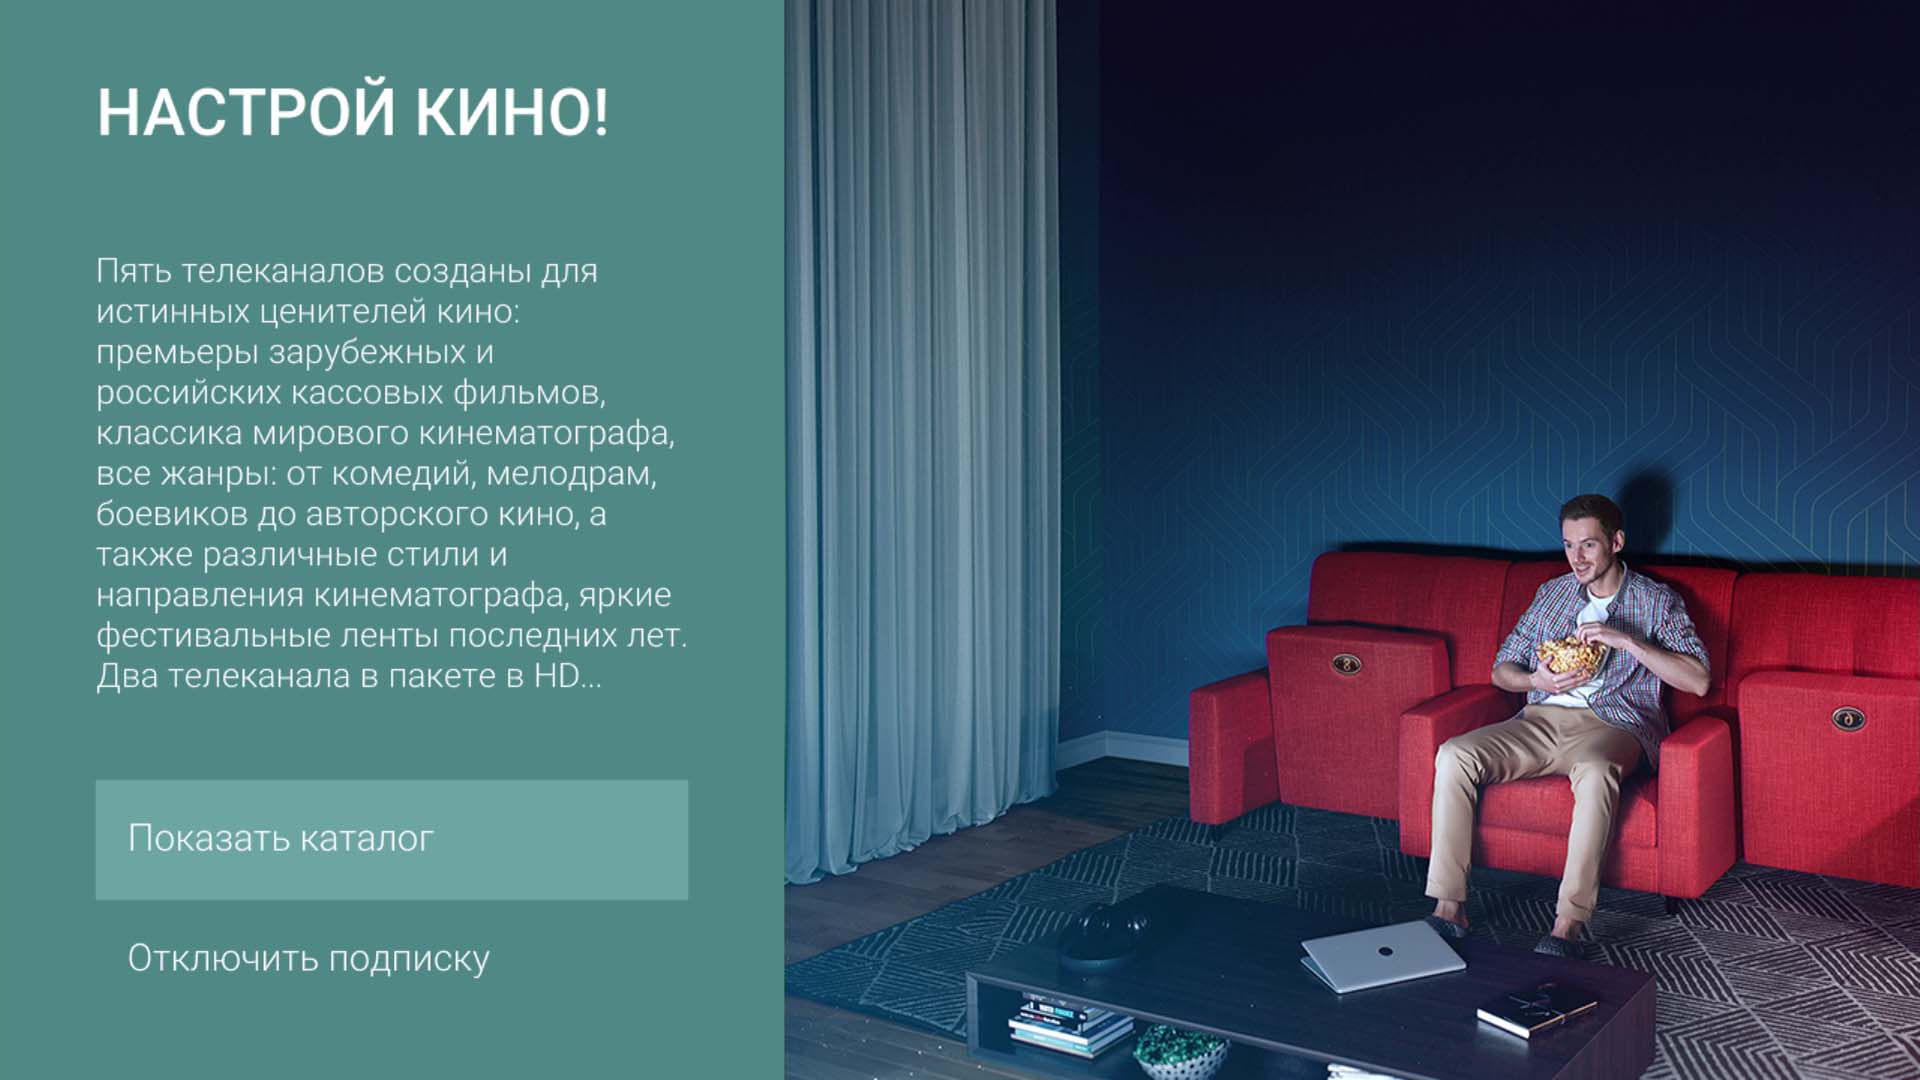 НАСТРОЙ КИНО!
Пять телеканалов созданы для
истинных ценителей кино:
премьеры зарубежных и
российских кассовых фильмов,
классика мирового кинематографа,
все жанры: от комедий, мелодрам,
боевиков до авторского кино, а
также различные стили и
направления кинематографа, яркие
фестивальные ленты последних лет.
Два телеканала в пакете в HD...
Показать каталог
Отключить подписку